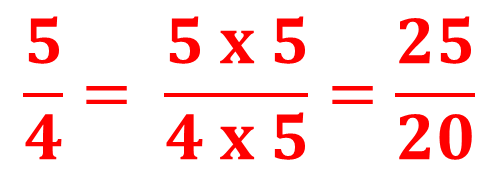 5/4 = (5 x 5)/(4 x 5) = 25/20